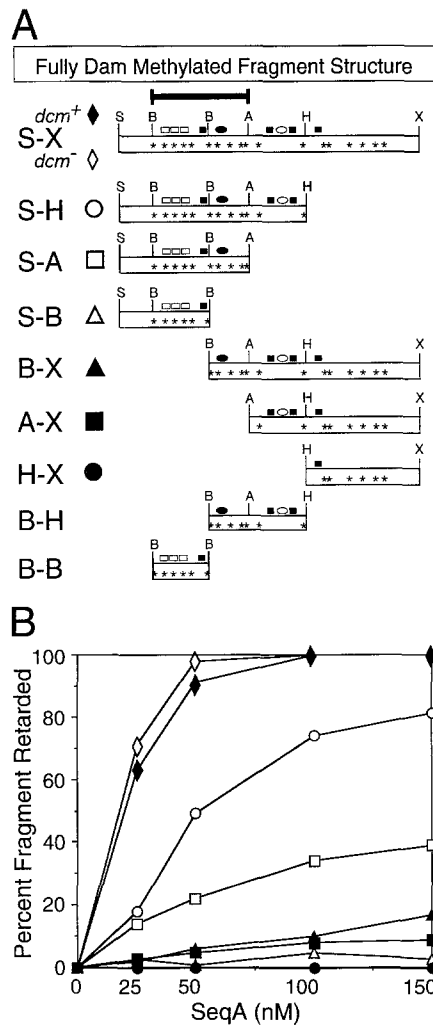 A
Fully Dam Methylated Fragment Structure
dcm+
S B B A H X
S-X
dcm-
S B B A H
S-H
S B B A
S-A
S B B
S-B
B A H X
B-X
A H X
A-X
H X
H-X
B A H
B-H
B B
B-B
B
Percent Fragment Retarded
100
80
60
40
20
0
0 25 50 100 150
SeqA (nM)